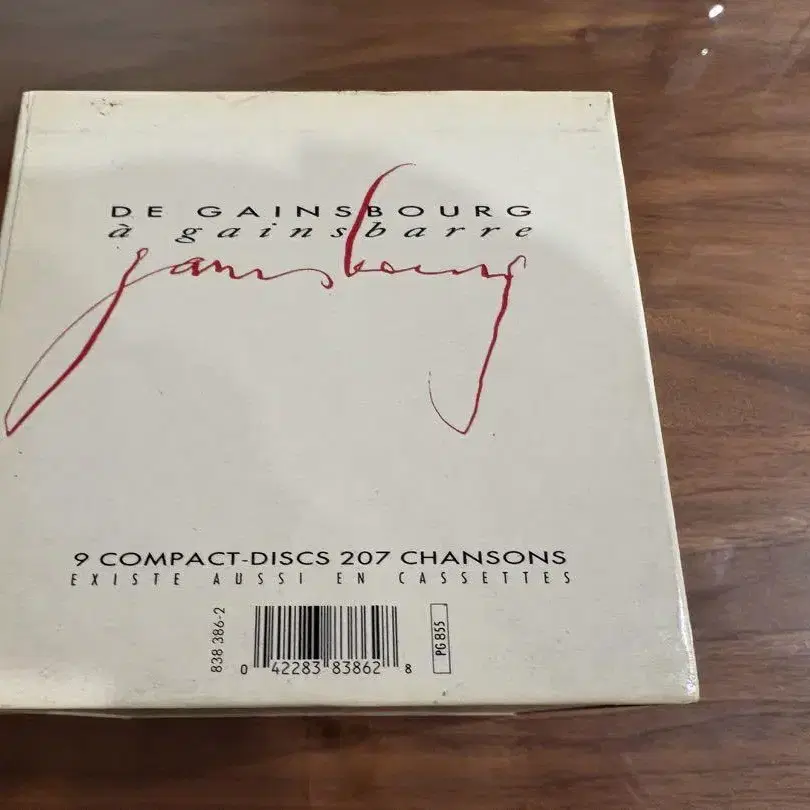 DE GAINSBOURG
à gainsbarre
gainsbourg
9 COMPACT-DISCS 207 CHANSONS
EXISTE AUSSI EN CASSETTES
838 386-2
0 42283 83862 8
PG 855